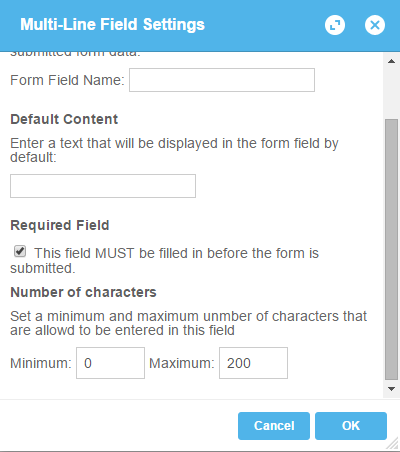 Multi-Line Field Settings
submitted form data.
Form Field Name:
Default Content
Enter a text that will be displayed in the form field by
default:
Required Field
This field MUST be filled in before the form is
submitted.
Number of characters
Set a minimum and maximum unmber of characters that
are allowd to be entered in this field
Minimum: 0 Maximum: 200
Cancel OK